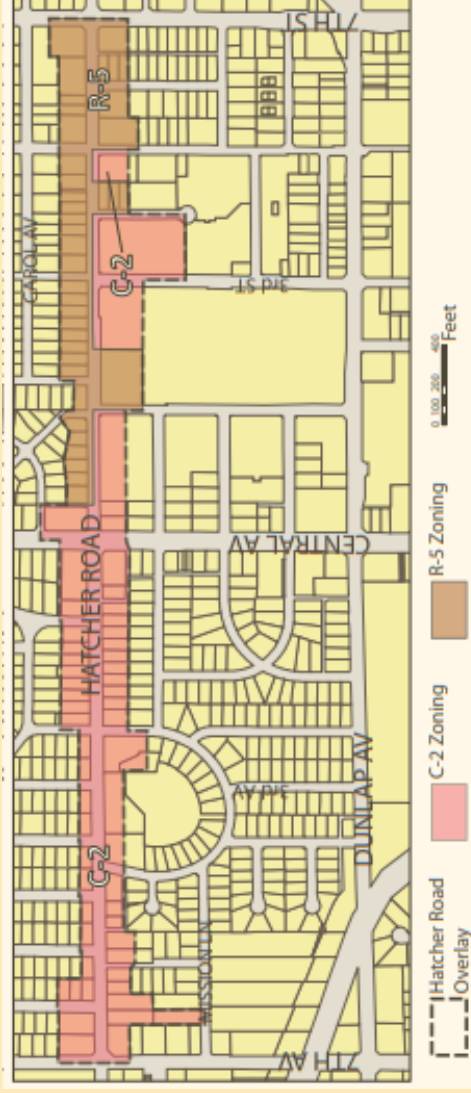 7TH ST
R-5
CAROL AV
C-2
3rd ST
HATCHER ROAD
CENTRAL AV
C-2
3rd AV
DUNLAP AV
MISSION LN
7TH AV
Hatcher Road
Overlay
C-2 Zoning
R-5 Zoning
0 100 200 400
Feet